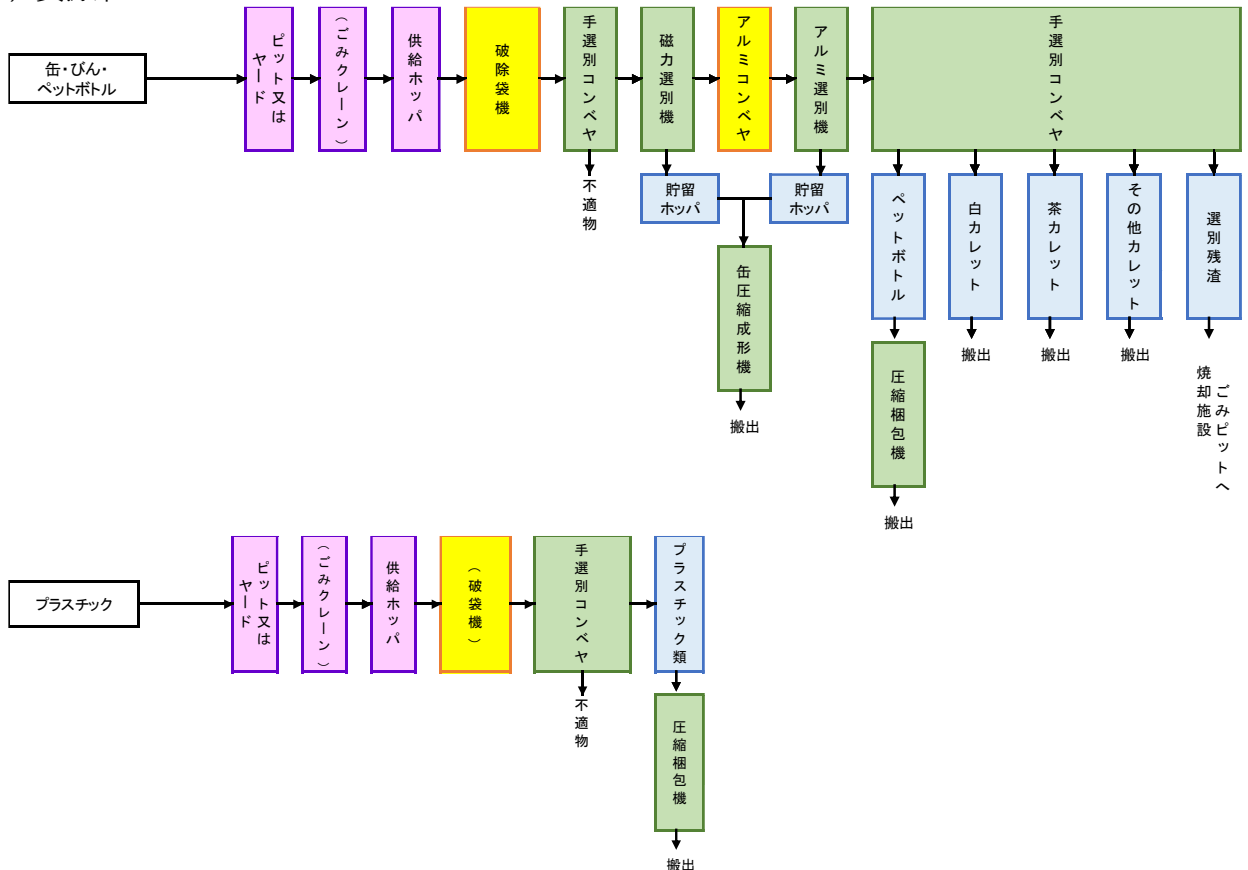 缶・びん・
ペットボトル
ピット又は
ヤード
（ごみクレーン）
供給ホッパ
破除袋機
手選別コンベヤ
磁力選別機
アルミコンベヤ
アルミ選別機
手選別コンベヤ
不適物
貯留
ホッパ
貯留
ホッパ
缶圧縮成形機
搬出
ペットボトル
白カレット
茶カレット
その他カレット
選別残渣
圧縮梱包機
搬出
搬出
搬出
搬出
ごみピットへ
焼却施設
プラスチック
ピット又は
ヤード
（ごみクレーン）
供給ホッパ
（破袋機）
手選別コンベヤ
プラスチック類
不適物
圧縮梱包機
搬出